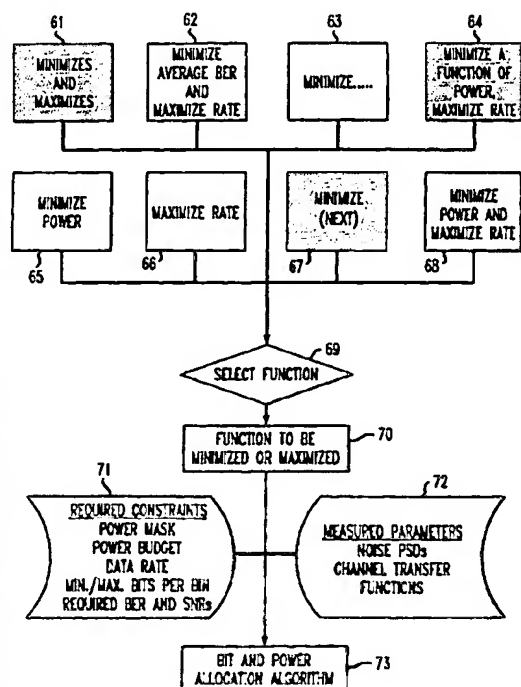 61
62
63
64
MINIMIZES
AND
MAXIMIZES
MINIMIZE
AVERAGE BER
AND
MAXIMIZE RATE
MINIMIZE.....
MINIMIZE A
FUNCTION OF
POWER,
MAXIMIZE RATE
MINIMIZE
POWER
MAXIMIZE RATE
MINIMIZE
(NEXT)
MINIMIZE
POWER AND
MAXIMIZE RATE
65
66
67
68
69
SELECT FUNCTION
FUNCTION TO BE
MINIMIZED OR MAXIMIZED
70
71
REQUIRED CONSTRAINTS
POWER MASK
POWER BUDGET
DATA RATE
MIN./MAX. BITS PER BIN
REQUIRED BER AND SNRs
72
MEASURED PARAMETERS
NOISE PSDs
CHANNEL TRANSFER
FUNCTIONS
BIT AND POWER
ALLOCATION ALGORITHM
73